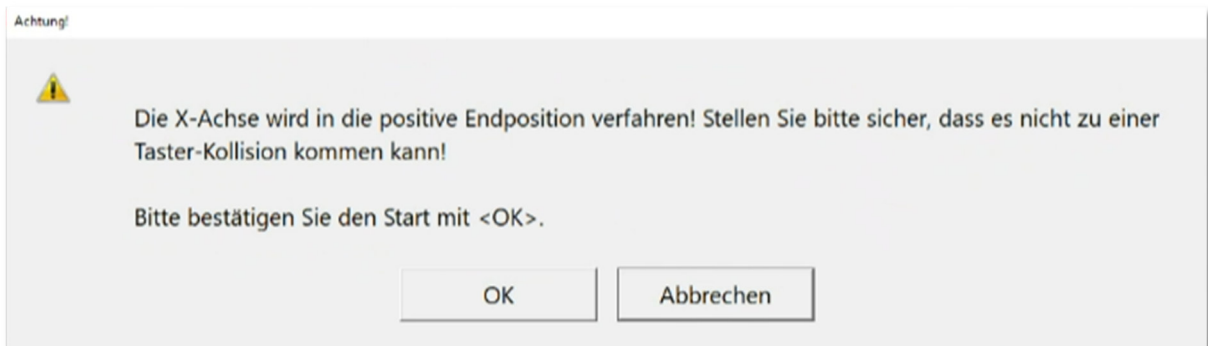 Achtung!
Die X-Achse wird in die positive Endposition verfahren! Stellen Sie bitte sicher, dass es nicht zu einer
Taster-Kollision kommen kann!
Bitte bestätigen Sie den Start mit <OK>.
OK
Abbrechen